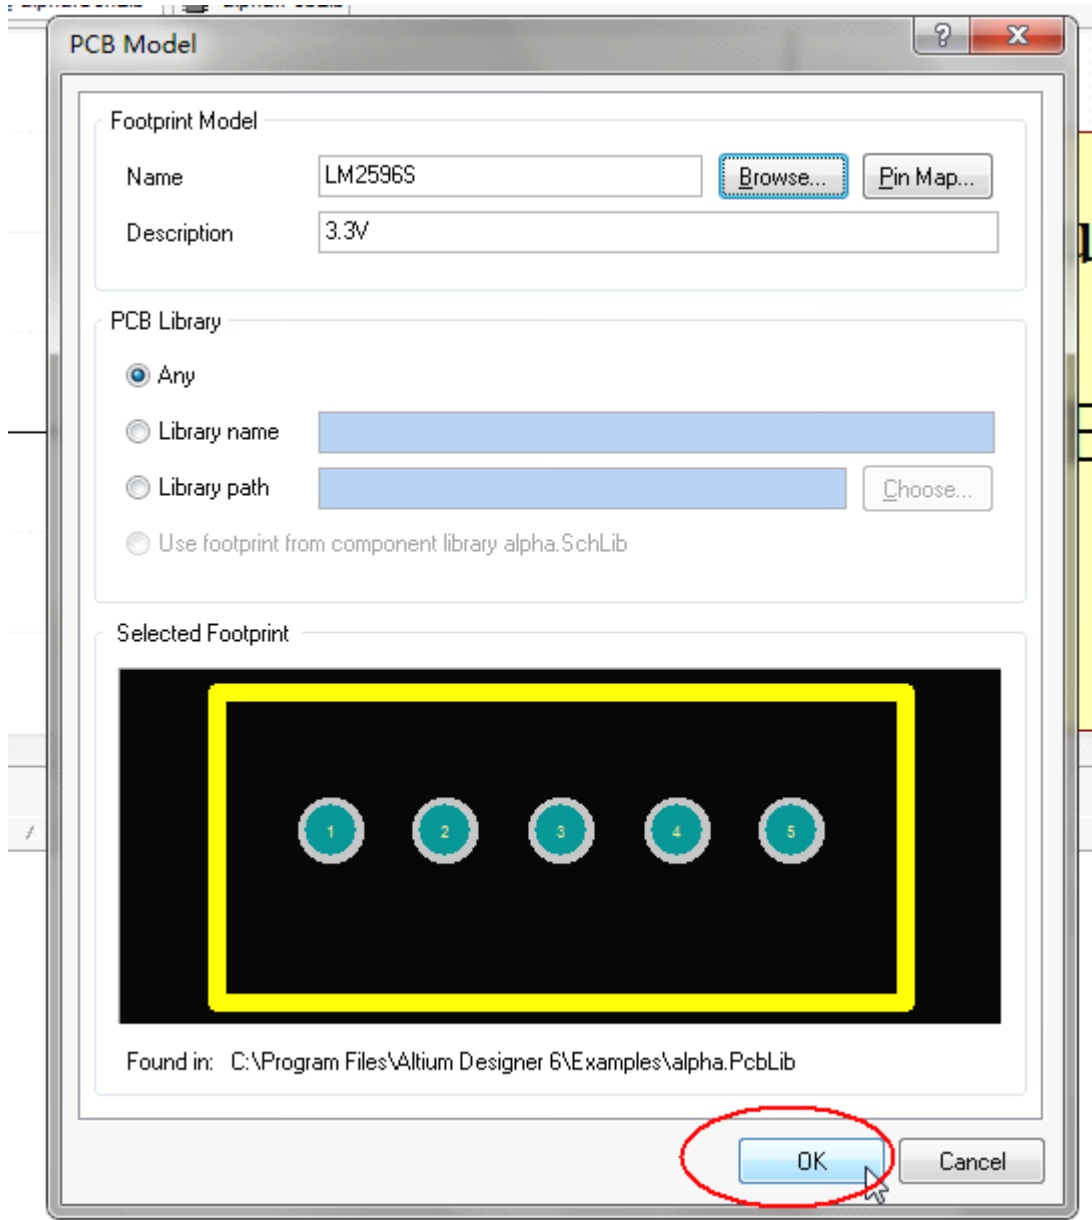 PCB Model
?
Footprint Model
Name
LM2596S
Browse...
Pin Map...
Description
3.3V
PCB Library
Any
Library name
Library path
Choose...
Use footprint from component library alpha.SchLib
Selected Footprint
1 2 3 4 5
Found in: C:\Program Files\Altium Designer 6\Examples\alpha.PcbLib
OK
Cancel